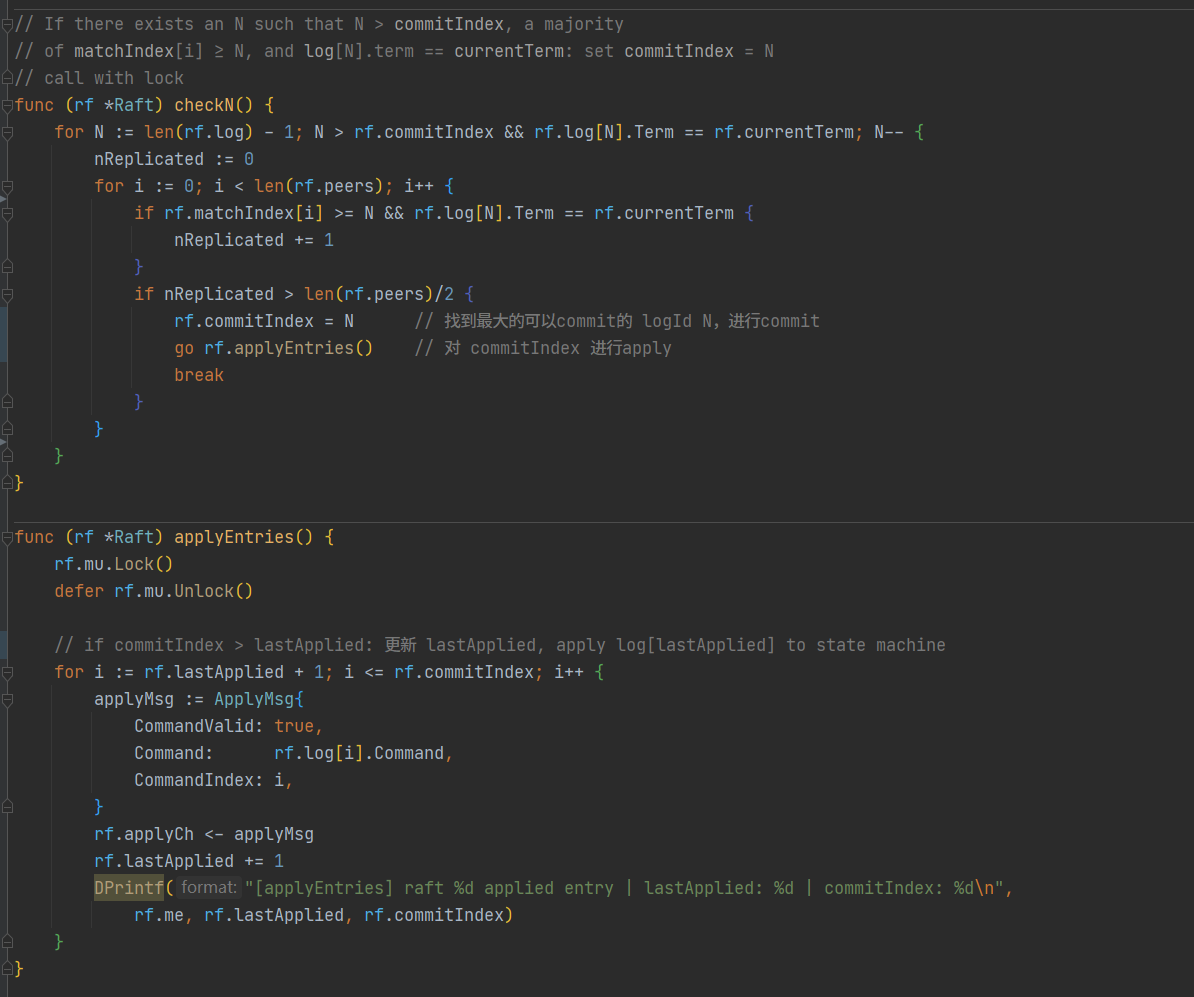 // If there exists an N such that N > commitIndex, a majority
// of matchIndex[i] ≥ N, and log[N].term == currentTerm: set commitIndex = N
// call with lock
func (rf *Raft) checkN() {
    for N := len(rf.log) - 1; N > rf.commitIndex && rf.log[N].Term == rf.currentTerm; N-- {
        nReplicated := 0
        for i := 0; i < len(rf.peers); i++ {
            if rf.matchIndex[i] >= N && rf.log[N].Term == rf.currentTerm {
                nReplicated += 1
            }
            if nReplicated > len(rf.peers)/2 {
                rf.commitIndex = N      // 找到最大的可以commit的 logId N，进行commit
                go rf.applyEntries()    // 对 commitIndex 进行apply
                break
            }
        }
    }
}
func (rf *Raft) applyEntries() {
    rf.mu.Lock()
    defer rf.mu.Unlock()
    // if commitIndex > lastApplied: 更新 lastApplied, apply log[lastApplied] to state machine
    for i := rf.lastApplied + 1; i <= rf.commitIndex; i++ {
        applyMsg := ApplyMsg{
            CommandValid: true,
            Command:      rf.log[i].Command,
            CommandIndex: i,
        }
        rf.applyCh <- applyMsg
        rf.lastApplied += 1
        DPrintf( format: "[applyEntries] raft %d applied entry | lastApplied: %d | commitIndex: %d\n",
            rf.me, rf.lastApplied, rf.commitIndex)
    }
}